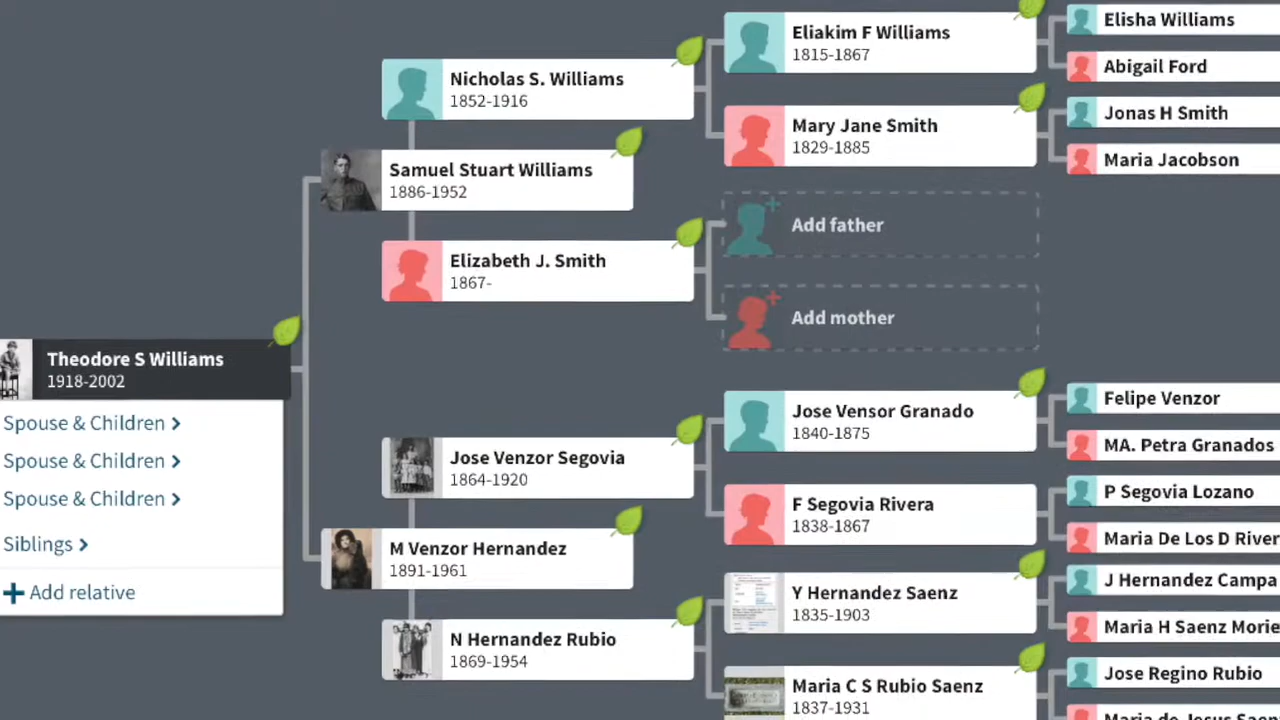 Eliakim F Williams
1815-1867
Elisha Williams
Abigail Ford
Nicholas S. Williams
1852-1916
Mary Jane Smith
1829-1885
Jonas H Smith
Maria Jacobson
Samuel Stuart Williams
1886-1952
Add father
Elizabeth J. Smith
1867-
Add mother
Theodore S Williams
1918-2002
Spouse & Children
Spouse & Children
Spouse & Children
Siblings
Add relative
Jose Vensor Granado
1840-1875
Felipe Venzor
MA. Petra Granados
Jose Venzor Segovia
1864-1920
F Segovia Rivera
1838-1867
P Segovia Lozano
Maria De Los D River
M Venzor Hernandez
1891-1961
Y Hernandez Saenz
1835-1903
J Hernandez Campa
Maria H Saenz Morie
N Hernandez Rubio
1869-1954
Maria C S Rubio Saenz
1837-1931
Jose Regino Rubio
Maria de Jesus Saen